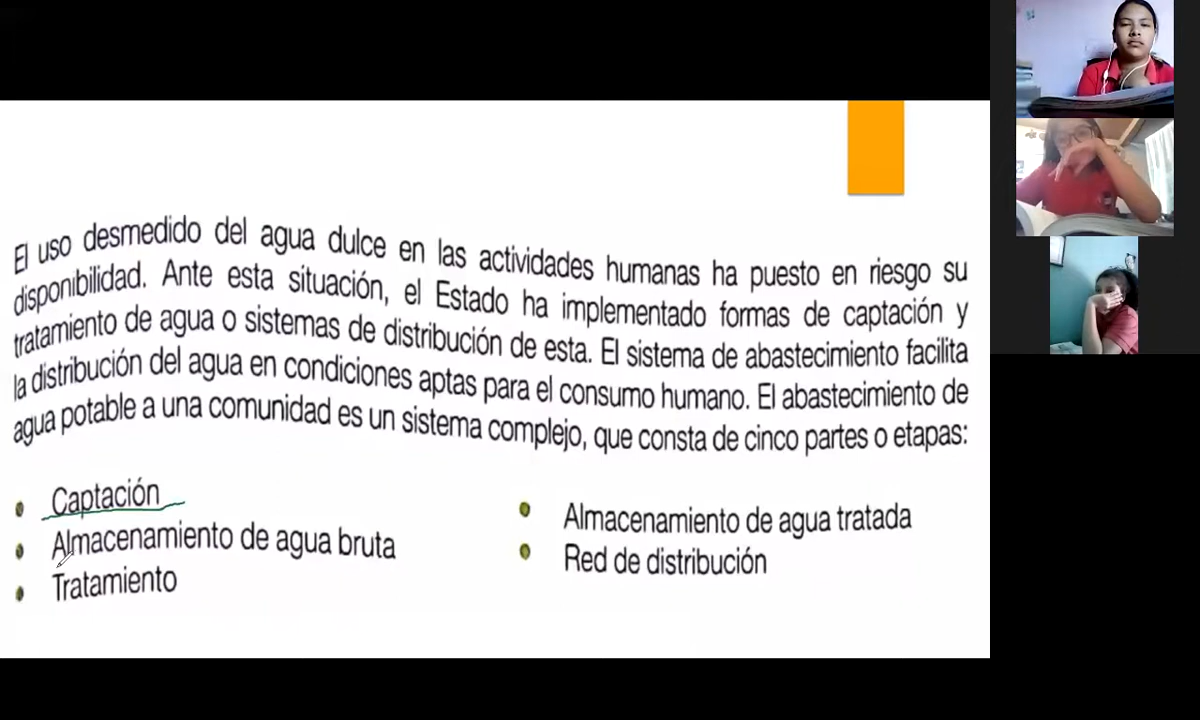 El uso desmedido del agua dulce en las actividades humanas ha puesto en riesgo su
disponibilidad. Ante esta situación, el Estado ha implementado formas de captación y
tratamiento de agua o sistemas de distribución de esta. El sistema de abastecimiento facilita
la distribución del agua en condiciones aptas para el consumo humano. El abastecimiento de
agua potable a una comunidad es un sistema complejo, que consta de cinco partes o etapas:
• Captación
• Almacenamiento de agua bruta
• Tratamiento
• Almacenamiento de agua tratada
• Red de distribución